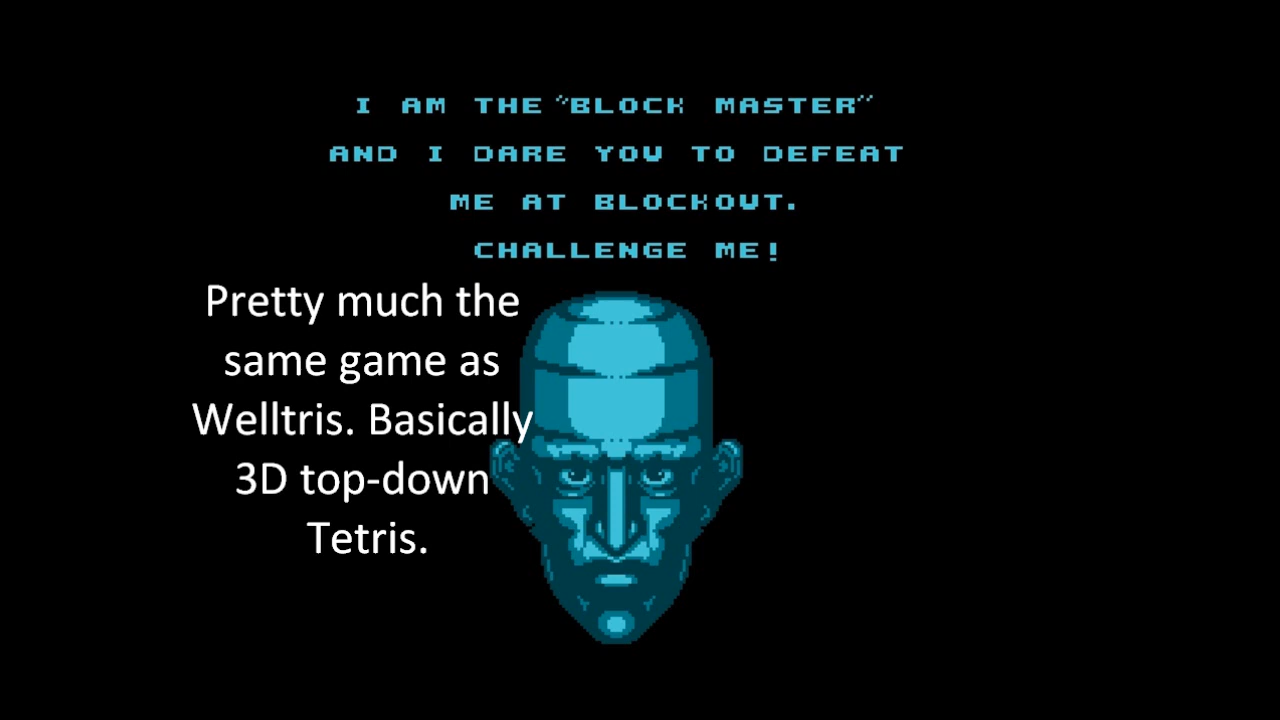 I AM THE "BLOCK MASTER"
AND I DARE YOU TO DEFEAT
ME AT BLOCKOUT.
CHALLENGE ME!
Pretty much the
same game as
Welltris. Basically
3D top-down
Tetris.